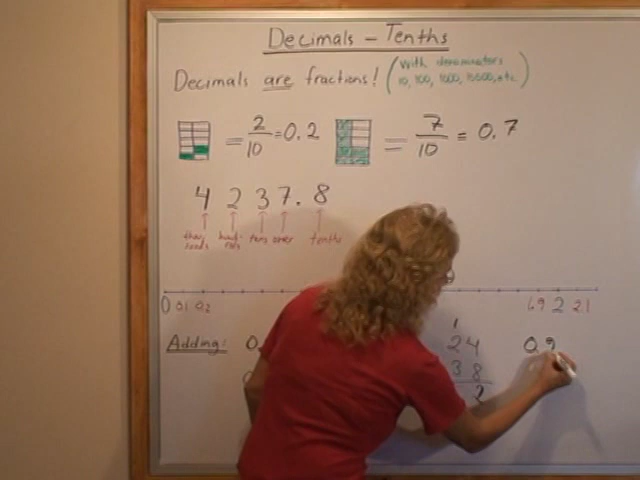 Decimals – Tenths
Decimals are fractions! (with denominators
10, 100, 1000, 10000, etc.)
= 2/10 = 0.2 = 7/10 = 0.7
4 2 3 7 . 8
thousands hundreds tens ones tenths
0 0.1 0.2 1.9 2 2.1
Adding: 0. 1 0.9
24
38
2